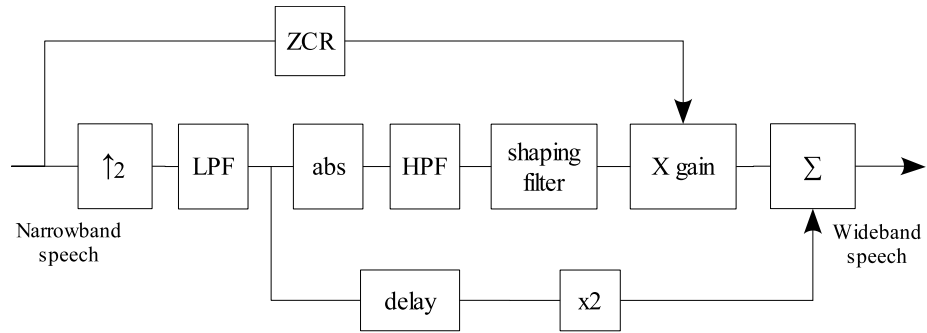 ZCR
↑2
LPF
abs
HPF
shaping
filter
X gain
Σ
Narrowband
speech
Wideband
speech
delay
x2